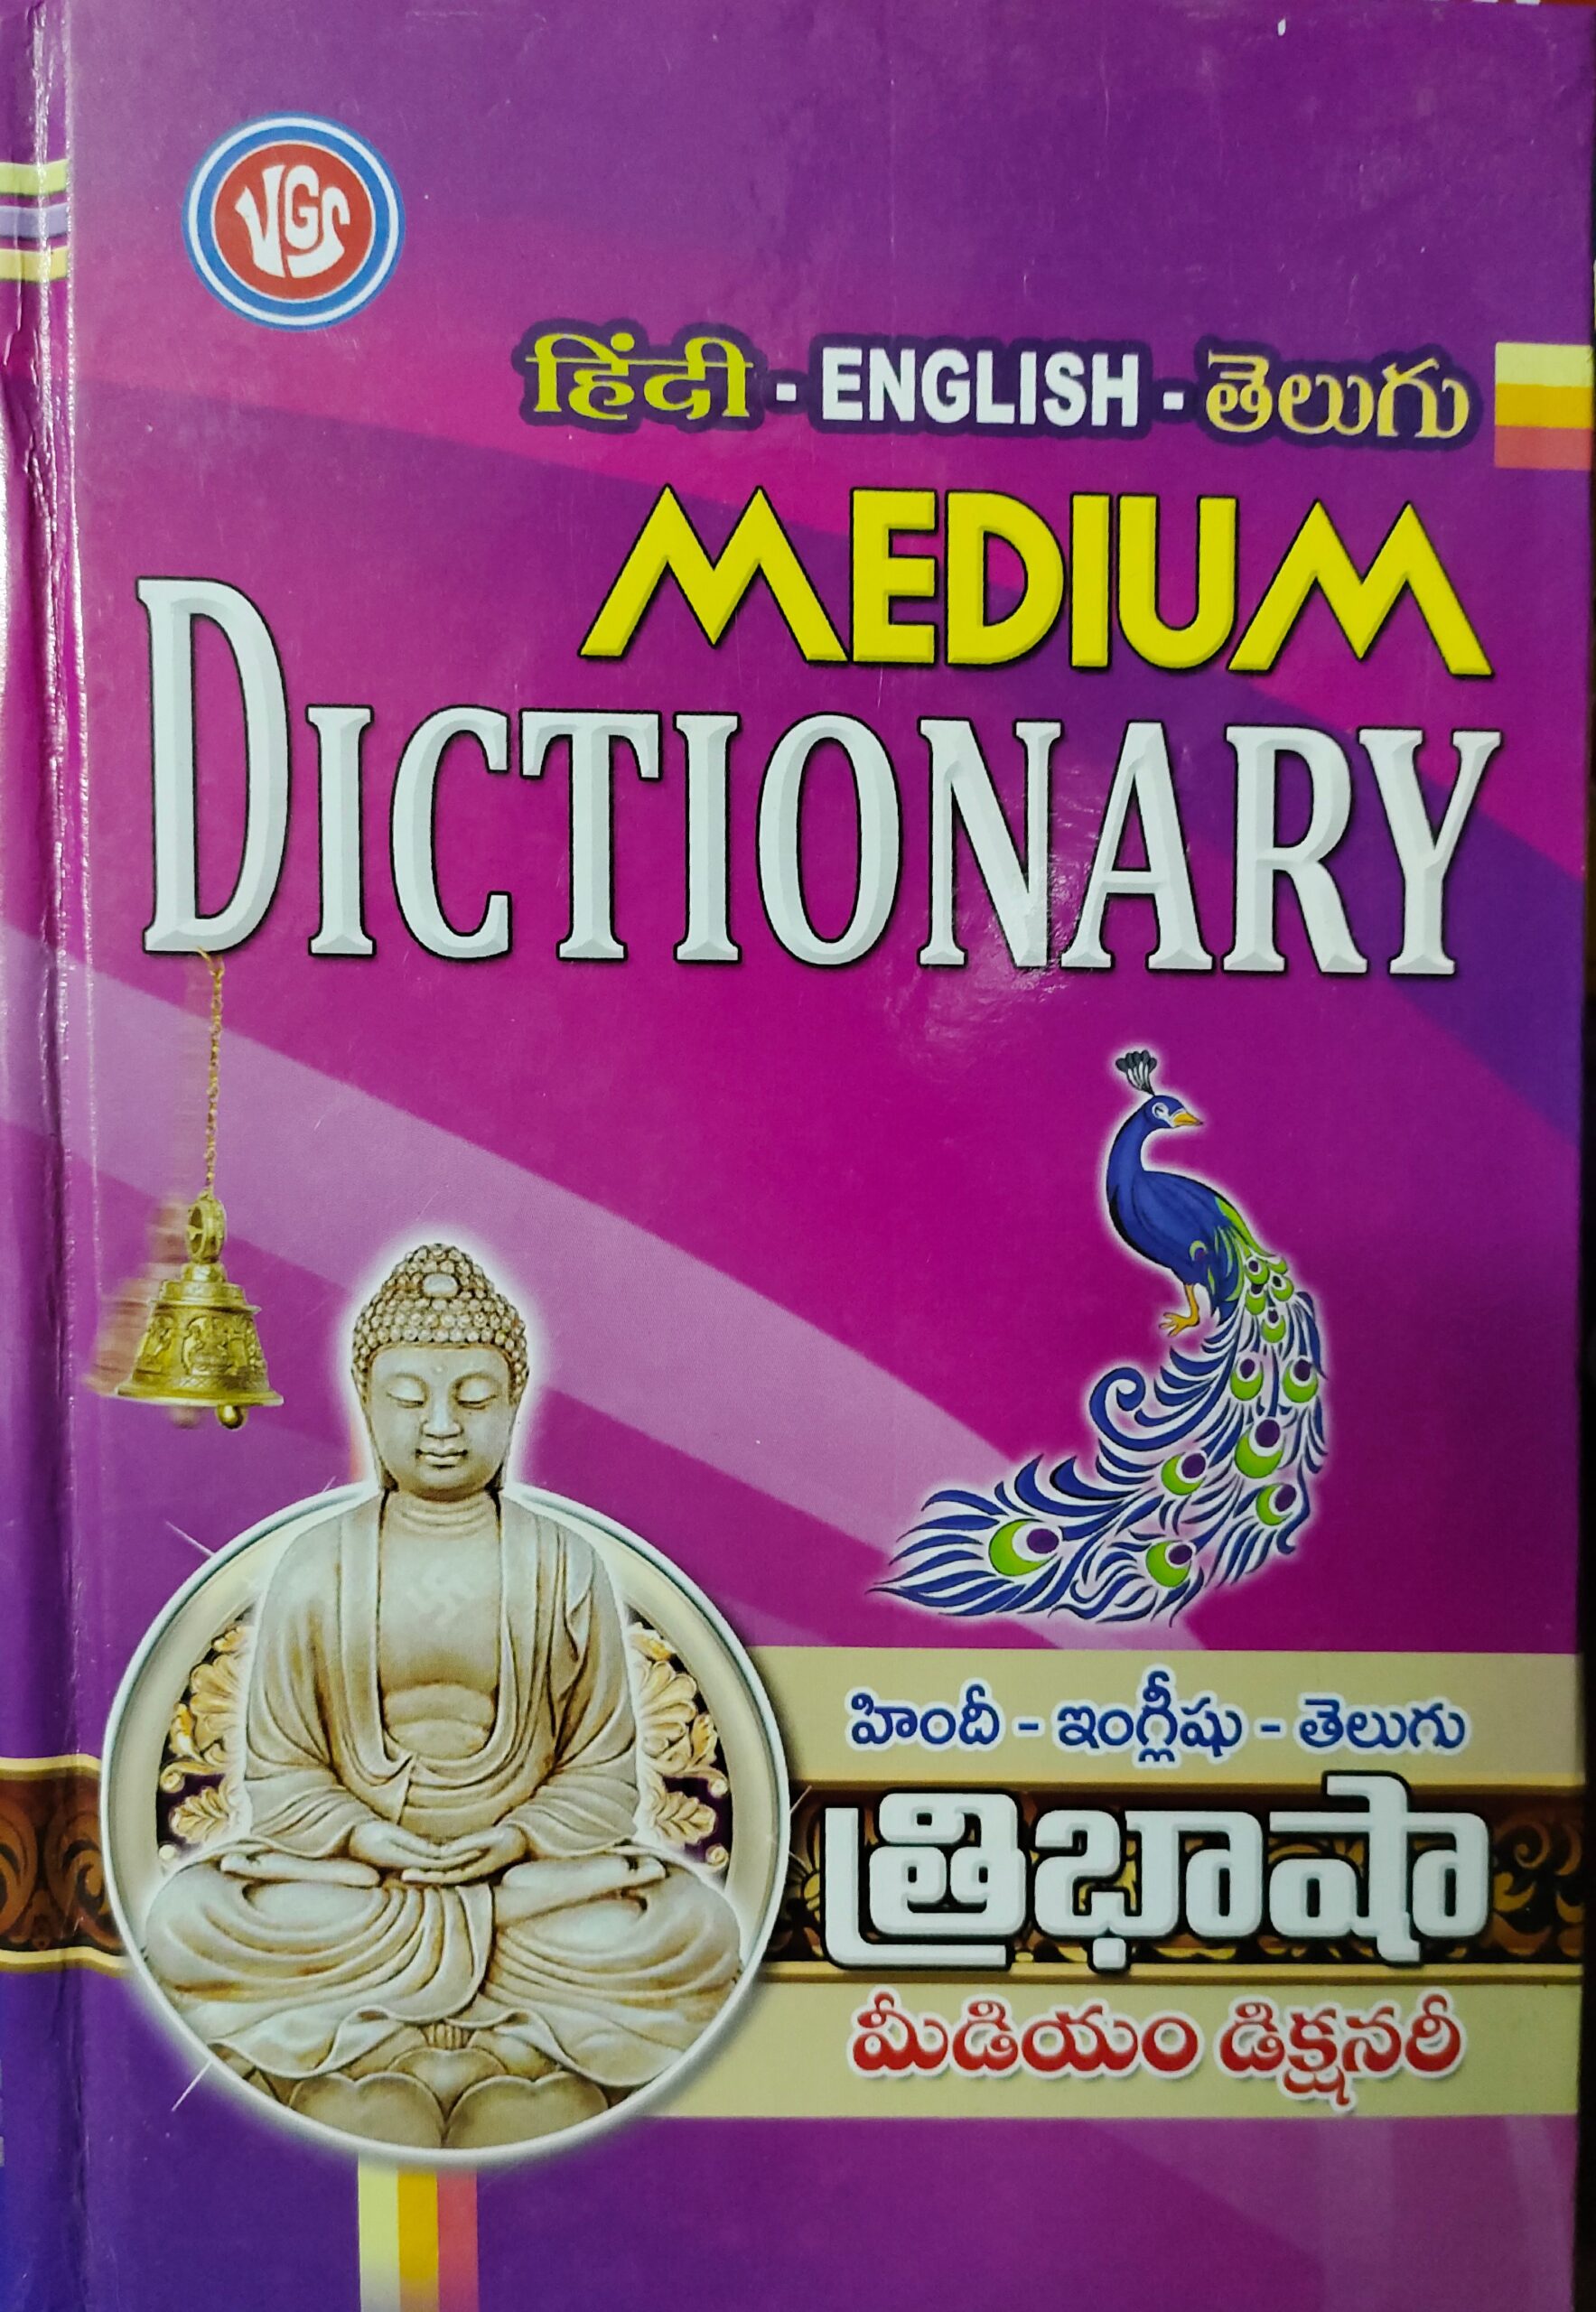 VGS
हिंदी - ENGLISH - తెలుగు
MEDIUM
DICTIONARY
హిందీ - ఇంగ్లీషు - తెలుగు
త్రిభాషా
మీడియం డిక్షనరీ